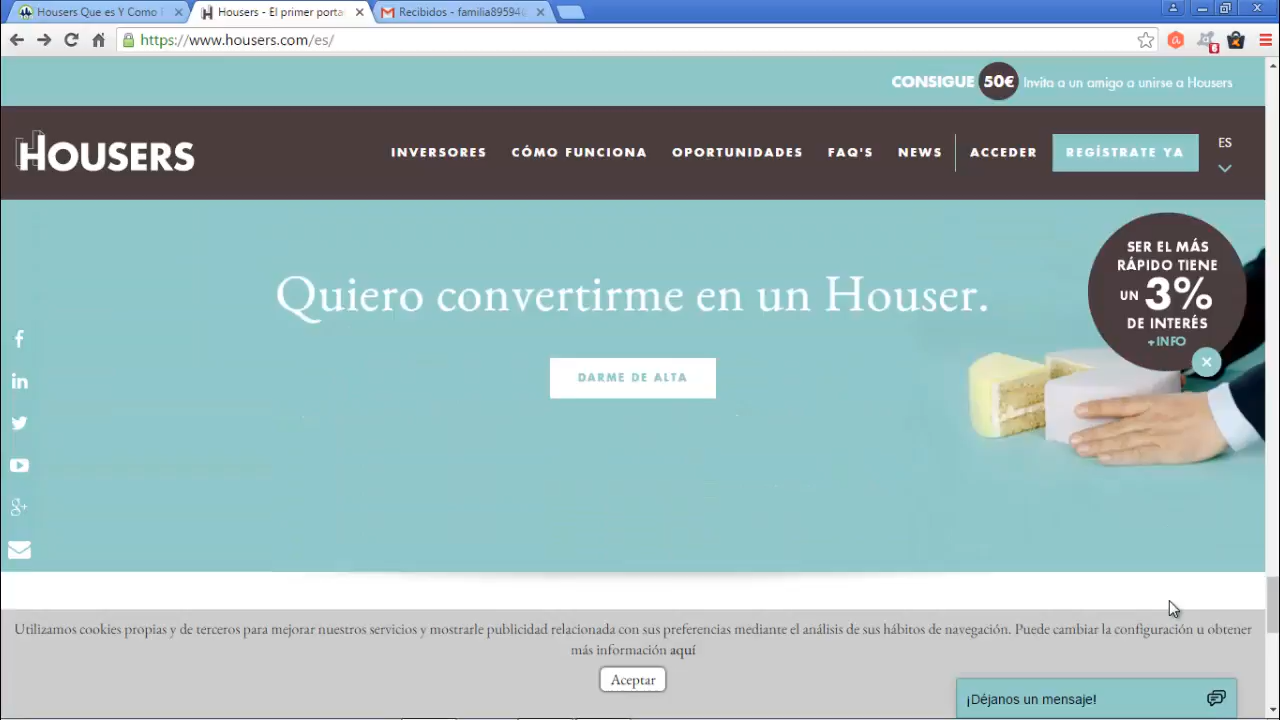 Housers Que es Y Como
Housers - El primer porta
Recibidos - familia89594
https://www.housers.com/es/
6
CONSIGUE 50€ Invita a un amigo a unirse a Housers
HOUSERS
INVERSORES CÓMO FUNCIONA OPORTUNIDADES FAQ'S NEWS ACCEDER REGÍSTRATE YA ES
SER EL MÁS
RÁPIDO TIENE
UN 3%
DE INTERÉS
+INFO
Quiero convertirme en un Houser.
DARME DE ALTA
Utilizamos cookies propias y de terceros para mejorar nuestros servicios y mostrarle publicidad relacionada con sus preferencias mediante el análisis de sus hábitos de navegación. Puede cambiar la configuración u obtener
más información aquí
Aceptar
¡Déjanos un mensaje!